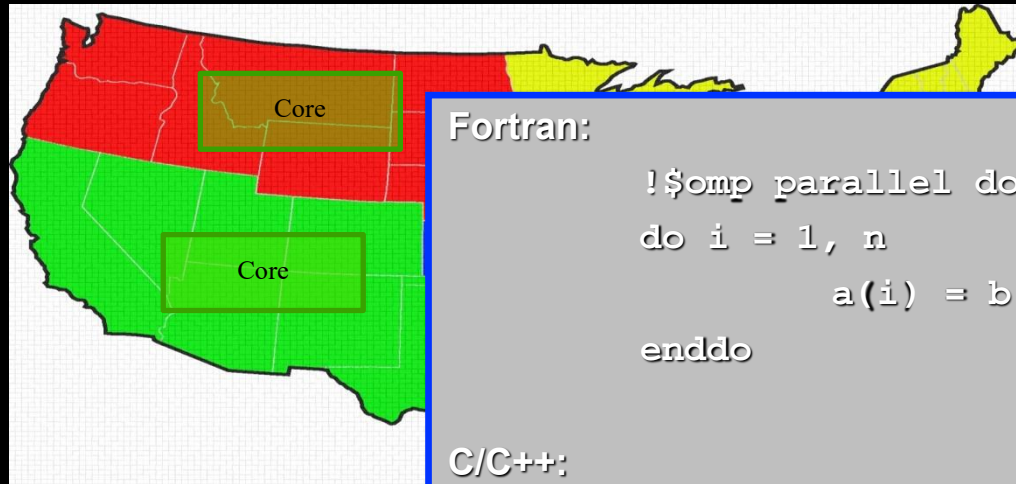 Core
Core
Fortran:
!$omp parallel do
do i = 1, n
a(i) = b
enddo
C/C++: